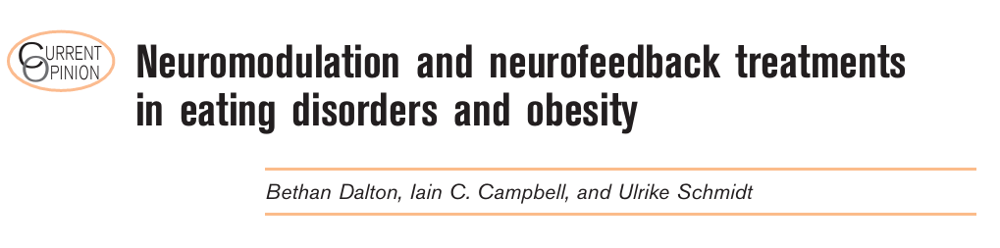 CURRENT
OPINION
Neuromodulation and neurofeedback treatments
in eating disorders and obesity
Bethan Dalton, Iain C. Campbell, and Ulrike Schmidt